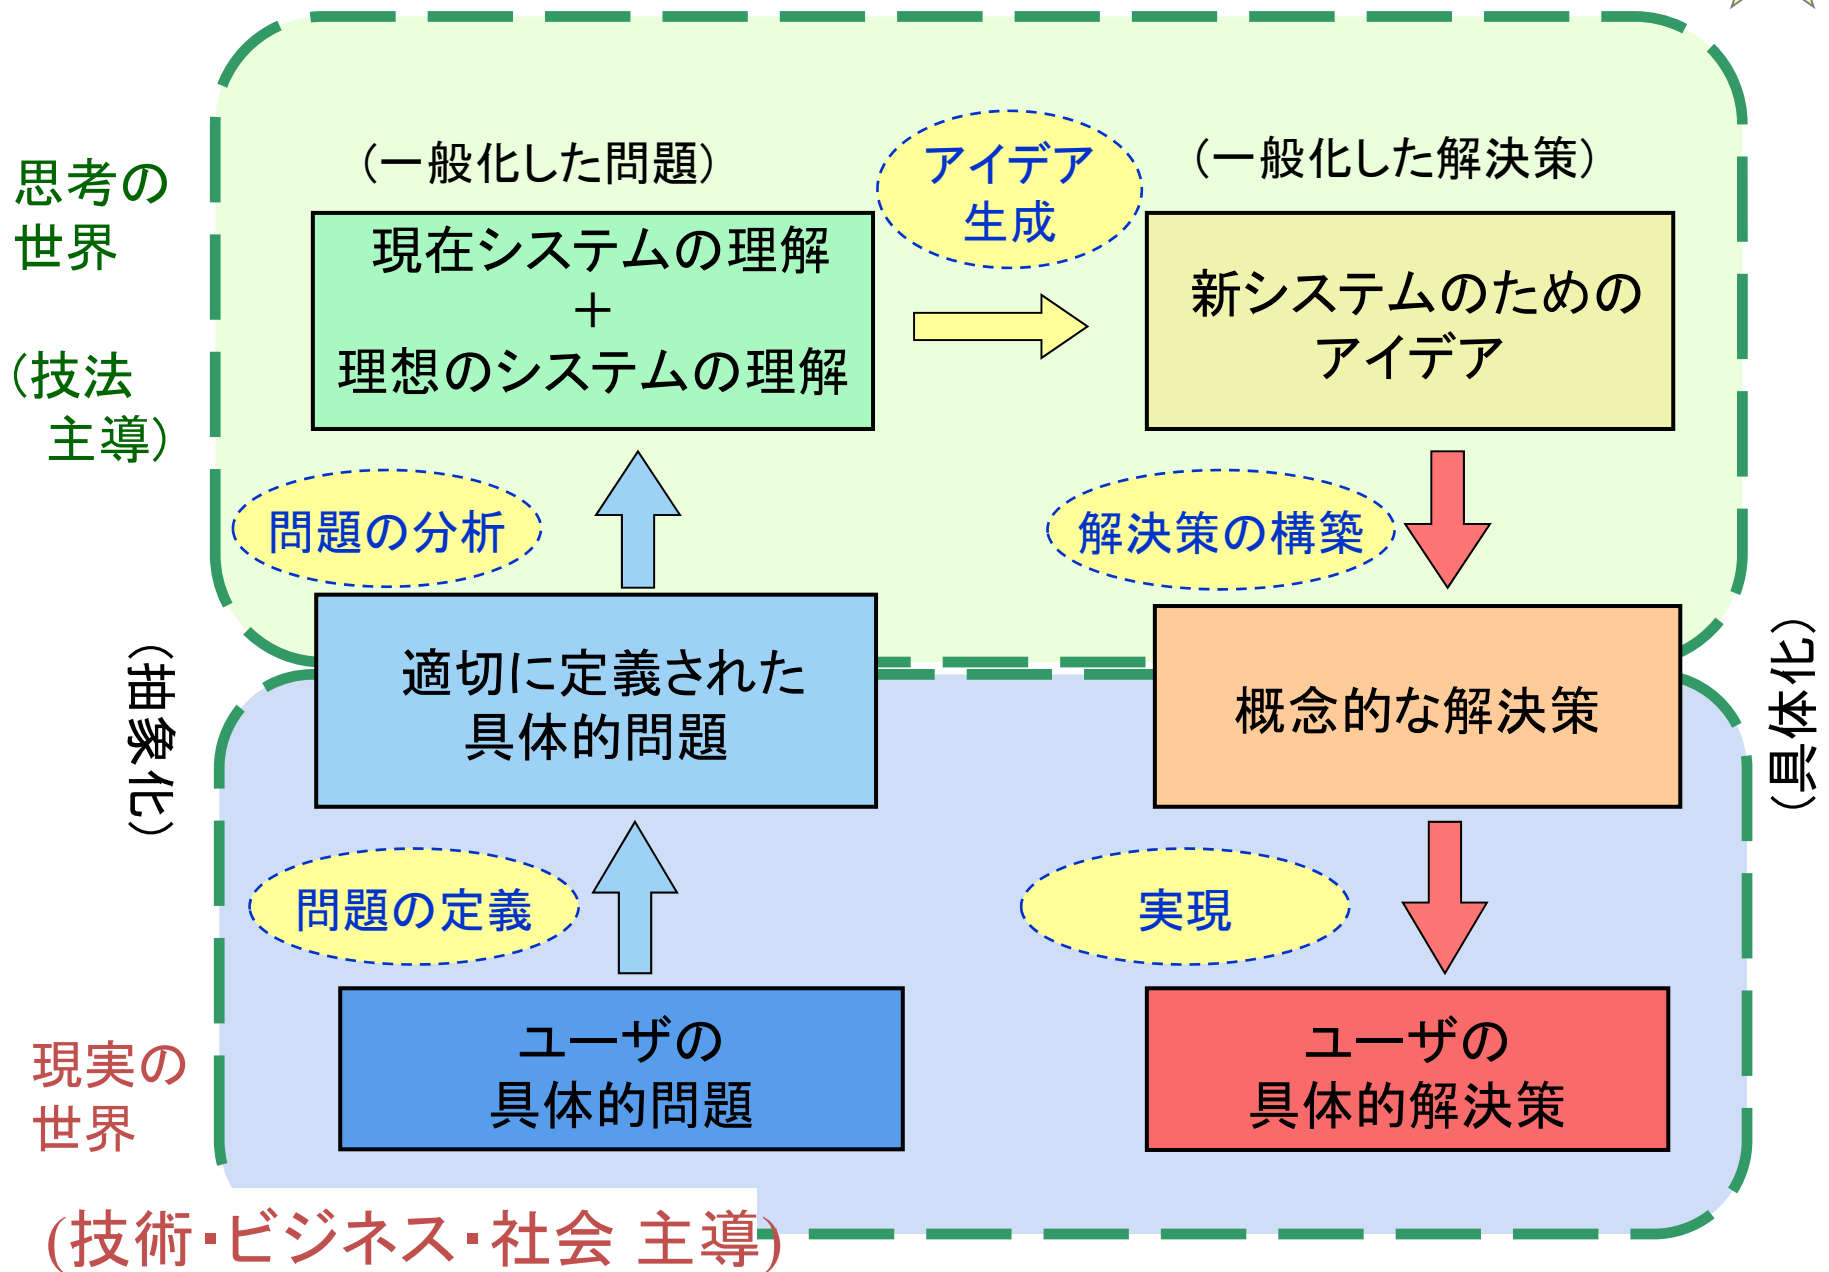 思考の
世界
（技法
主導）
（一般化した問題）
現在システムの理解
＋
理想のシステムの理解
アイデア
生成
（一般化した解決策）
新システムのための
アイデア
問題の分析
解決策の構築
（抽象化）
適切に定義された
具体的問題
概念的な解決策
（具体化）
問題の定義
実現
現実の
世界
ユーザの
具体的問題
ユーザの
具体的解決策
(技術・ビジネス・社会 主導)